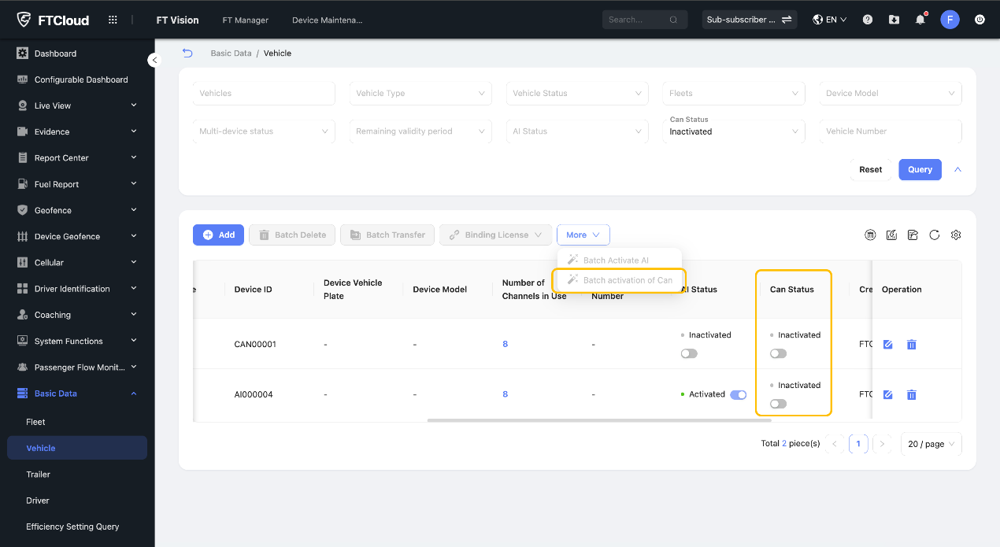 FTCloud
FT Vision
FT Manager
Device Maintena...
Search...
Sub-subscriber ...
EN
F
Dashboard
Configurable Dashboard
Live View
Evidence
Report Center
Fuel Report
Geofence
Device Geofence
Cellular
Driver Identification
Coaching
System Functions
Passenger Flow Monit...
Basic Data
Fleet
Vehicle
Trailer
Driver
Efficiency Setting Query
Basic Data / Vehicle
Vehicles
Vehicle Type
Vehicle Status
Fleets
Device Model
Multi-device status
Remaining validity period
AI Status
Can Status
Inactivated
Vehicle Number
Reset
Query
Add
Batch Delete
Batch Transfer
Binding License
More
Batch Activate AI
Batch activation of Can
e
Device ID
Device Vehicle
Plate
Device Model
Number of
Channels in Use
Number
AI Status
Can Status
Cre
Operation
CAN00001
-
-
8
-
Inactivated
Inactivated
FTC
AI000004
-
-
8
-
Activated
Inactivated
FTC
Total 2 piece(s)
1
20 / page